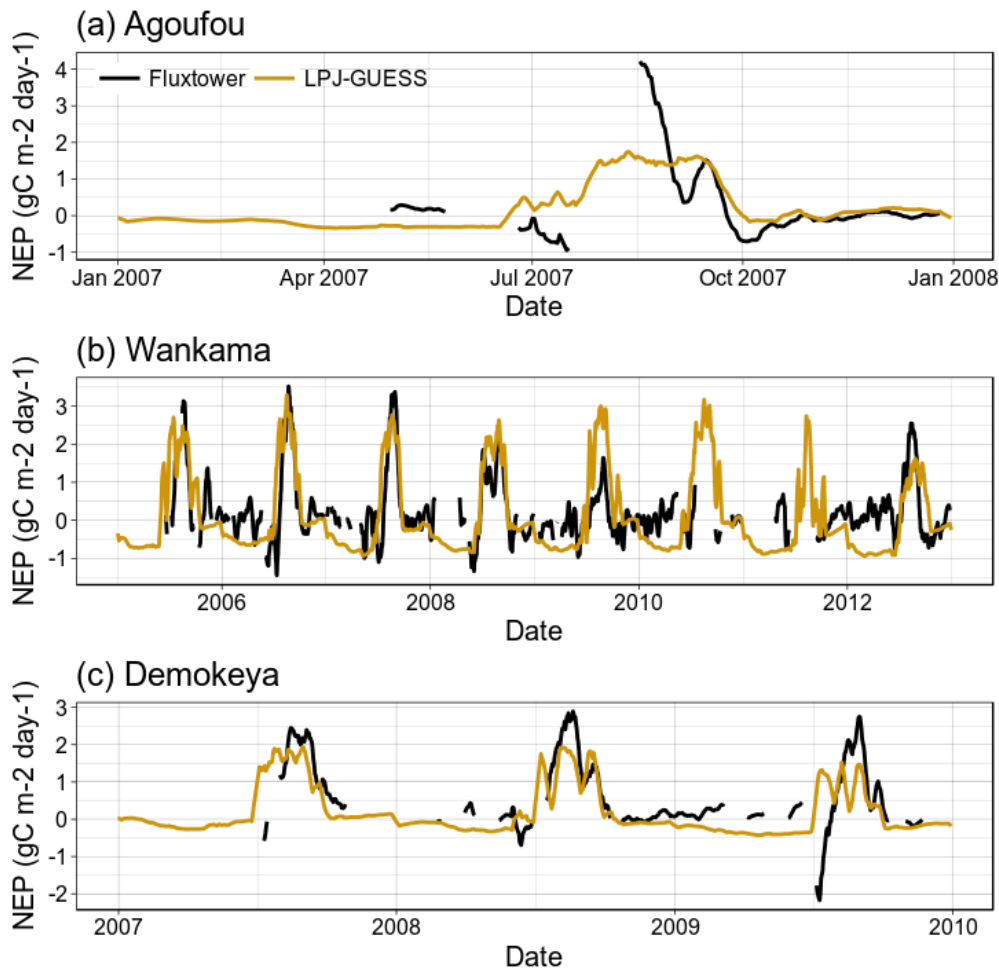 (a) Agoufou
NEP (gC m-2 day-1)
4
3
2
1
0
-1
Fluxtower LPJ-GUESS
Jan 2007 Apr 2007 Jul 2007 Oct 2007 Jan 2008
Date
(b) Wankama
NEP (gC m-2 day-1)
3
2
1
0
-1
2006 2008 2010 2012
Date
(c) Demokeya
NEP (gC m-2 day-1)
3
2
1
0
-1
-2
2007 2008 2009 2010
Date